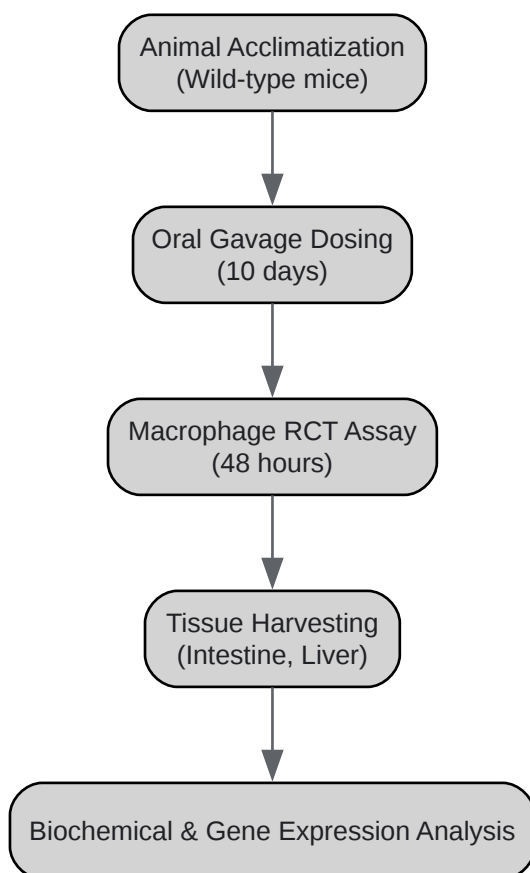 Animal Acclimatization
(Wild-type mice)
Oral Gavage Dosing
(10 days)
Macrophage RCT Assay
(48 hours)
Tissue Harvesting
(Intestine, Liver)
Biochemical & Gene Expression Analysis